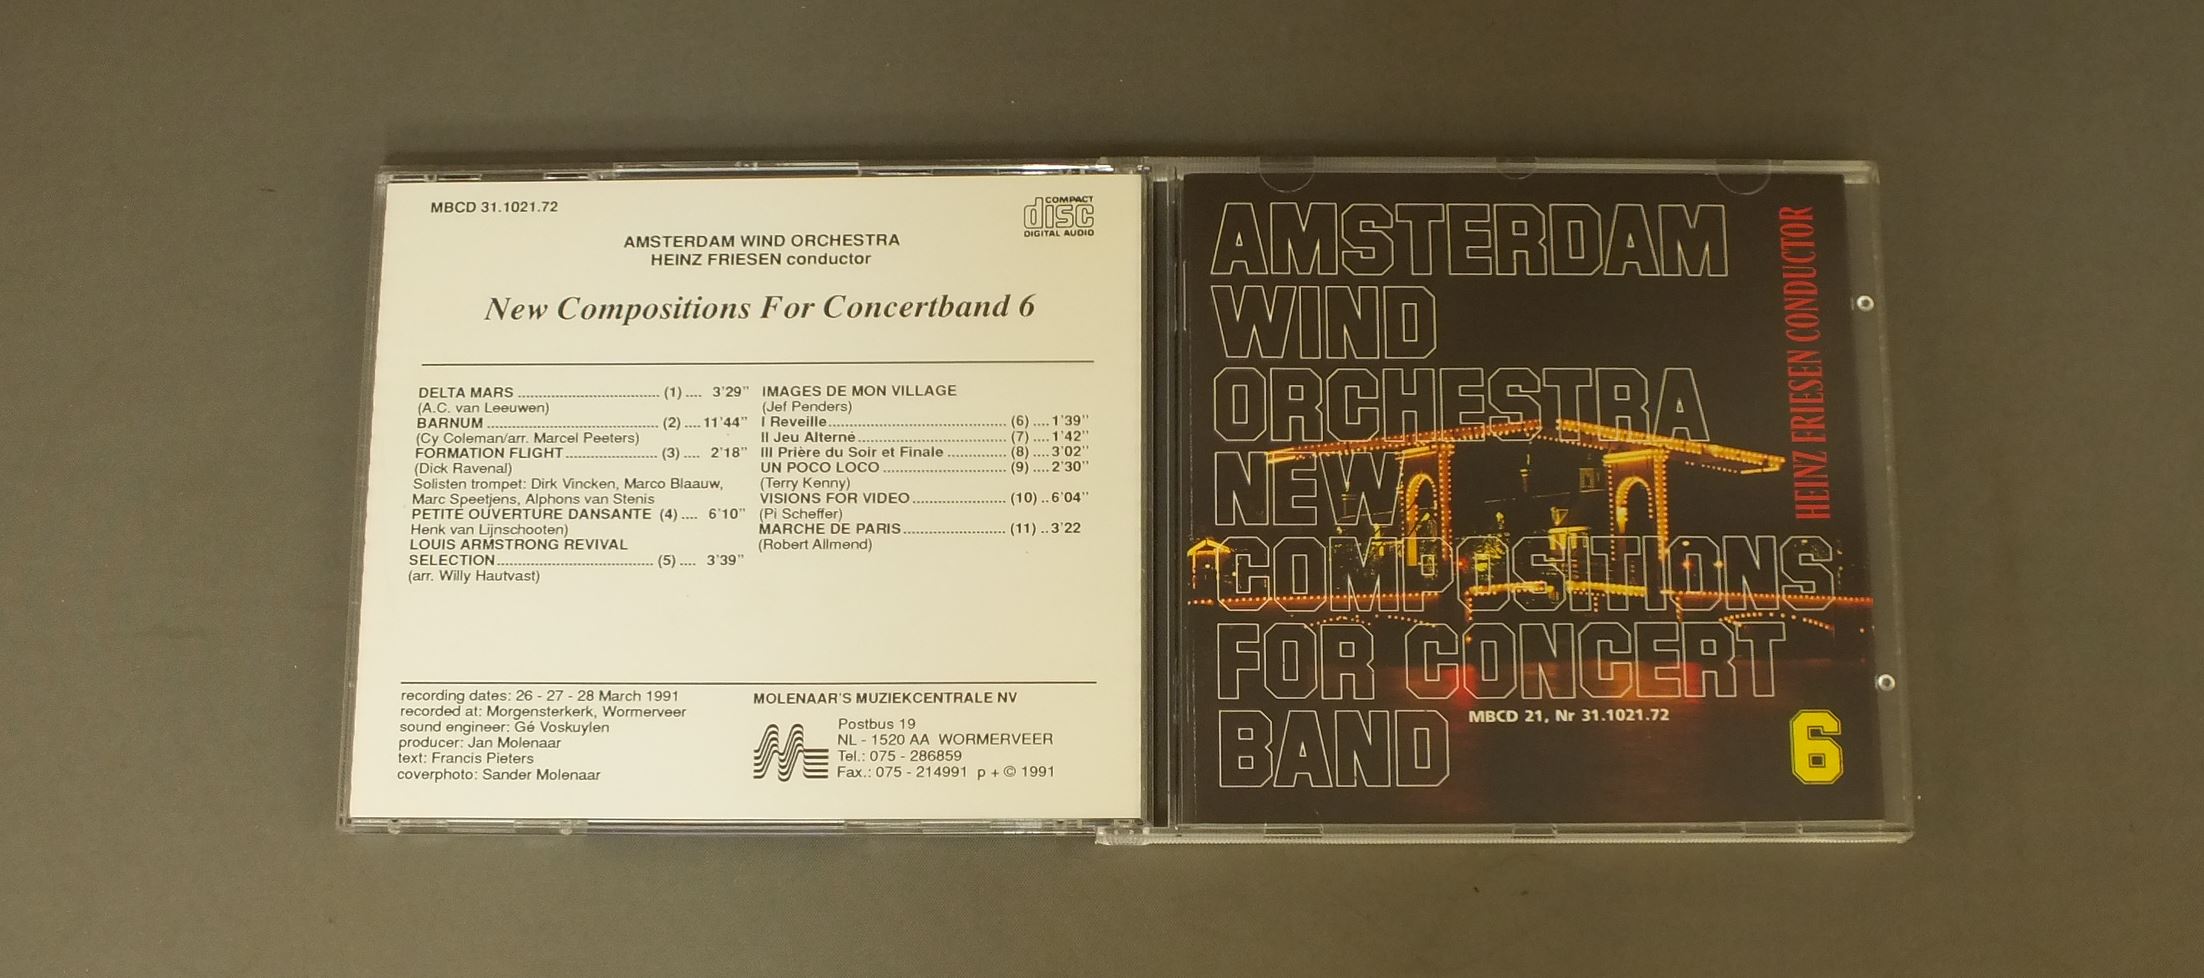 MBCD 31.1021.72
COMPACT
disc
DIGITAL AUDIO
AMSTERDAM WIND ORCHESTRA
HEINZ FRIESEN conductor
New Compositions For Concertband 6
DELTA MARS ................................... (1) .... 3'29"
(A.C. van Leeuwen)
BARNUM ........................................... (2) .... 11'44"
(Cy Coleman/arr. Marcel Peeters)
FORMATION FLIGHT ....................... (3) .... 2'18"
(Dick Ravenal)
Solisten trompet: Dirk Vincken, Marco Blaauw,
Marc Speetjens, Alphons van Stenis
PETITE OUVERTURE DANSANTE (4) .... 6'10"
Henk van Lijnschooten)
LOUIS ARMSTRONG REVIVAL
SELECTION ....................................... (5) .... 3'39"
(arr. Willy Hautvast)
IMAGES DE MON VILLAGE
(Jef Penders)
I Reveille ............................................. (6) .... 1'39"
II Jeu Alterné ..................................... (7) .... 1'42"
III Prière du Soir et Finale ............... (8) .... 3'02"
UN POCO LOCO ............................... (9) .... 2'30"
(Terry Kenny)
VISIONS FOR VIDEO ....................... (10) .. 6'04"
(Pi Scheffer)
MARCHE DE PARIS ......................... (11) .. 3'22
(Robert Allmend)
recording dates: 26 - 27 - 28 March 1991
recorded at: Morgensterkerk, Wormerveer
sound engineer: Gé Voskuylen
producer: Jan Molenaar
text: Francis Pieters
coverphoto: Sander Molenaar
MOLENAAR'S MUZIEKCENTRALE NV
Postbus 19
NL - 1520 AA WORMERVEER
Tel.: 075 - 286859
Fax.: 075 - 214991 p + © 1991
AMSTERDAM
WIND
ORCHESTRA
NEW
COMPOSITIONS
FOR CONCERT
BAND
MBCD 21, Nr 31.1021.72
6
HEINZ FRIESEN CONDUCTOR